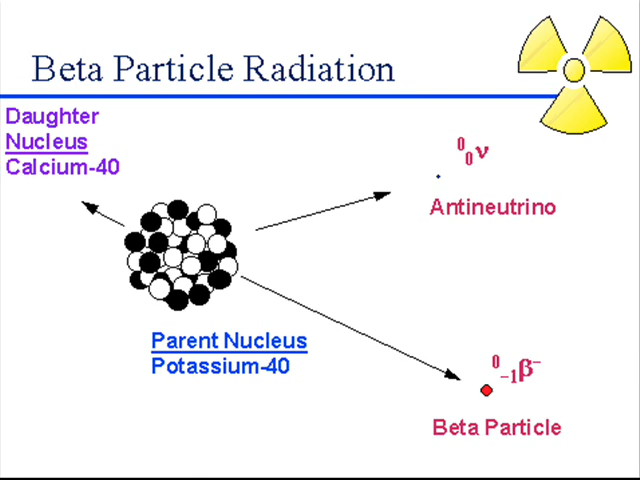 Beta Particle Radiation
Daughter
Nucleus
Calcium-40
⁰₀ν
Antineutrino
Parent Nucleus
Potassium-40
⁰₋₁β⁻
Beta Particle